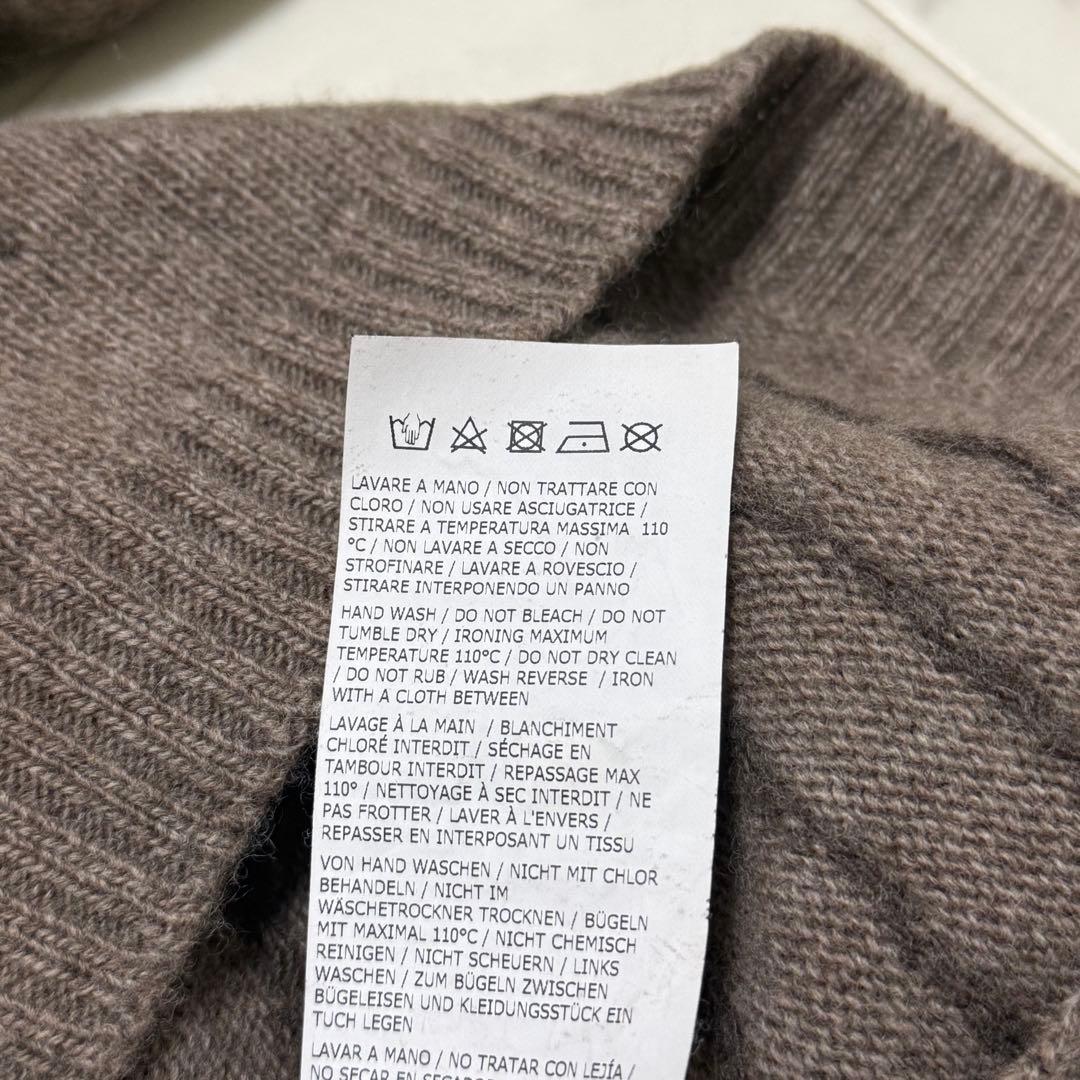 LAVARE A MANO / NON TRATTARE CON
CLORO / NON USARE ASCIUGATRICE /
STIRARE A TEMPERATURA MASSIMA 110
°C / NON LAVARE A SECCO / NON
STROFINARE / LAVARE A ROVESCIO /
STIRARE INTERPONENDO UN PANNO
HAND WASH / DO NOT BLEACH / DO NOT
TUMBLE DRY / IRONING MAXIMUM
TEMPERATURE 110°C / DO NOT DRY CLEAN
/ DO NOT RUB / WASH REVERSE / IRON
WITH A CLOTH BETWEEN
LAVAGE À LA MAIN / BLANCHIMENT
CHLORÉ INTERDIT / SÉCHAGE EN
TAMBOUR INTERDIT / REPASSAGE MAX
110° / NETTOYAGE À SEC INTERDIT / NE
PAS FROTTER / LAVER À L'ENVERS /
REPASSER EN INTERPOSANT UN TISSU
VON HAND WASCHEN / NICHT MIT CHLOR
BEHANDELN / NICHT IM
WÄSCHETROCKNER TROCKNEN / BÜGELN
MIT MAXIMAL 110°C / NICHT CHEMISCH
REINIGEN / NICHT SCHEUERN / LINKS
WASCHEN / ZUM BÜGELN ZWISCHEN
BÜGELEISEN UND KLEIDUNGSSTÜCK EIN
TUCH LEGEN
LAVAR A MANO / NO TRATAR CON LEJÍA /
NO SECAR EN